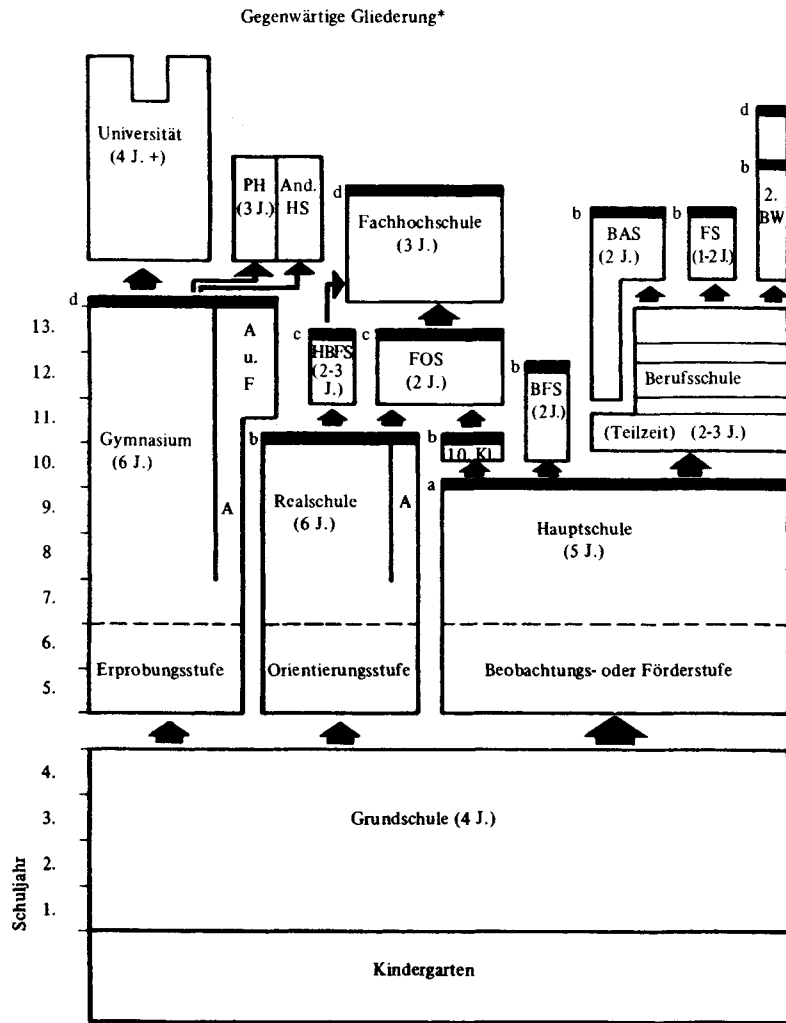 Gegenwärtige Gliederung*
d
Universität
(4 J. +)
PH
(3 J.)
And.
HS
d
Fachhochschule
(3 J.)
b
BAS
(2 J.)
b
FS
(1-2 J.)
b
2.
BW
d
13.
12.
11.
10.
9.
8
7.
6.
5.
A
u.
F
Gymnasium
(6 J.)
A
c
HBFS
(2-3
J.)
c
FOS
(2 J.)
b
BFS
(2 J.)
Berufsschule
(Teilzeit) (2-3 J.)
b
Realschule
(6 J.)
A
b
10. Kl.
a
Hauptschule
(5 J.)
Erprobungsstufe
Orientierungsstufe
Beobachtungs- oder Förderstufe
4.
3.
2.
1.
Schuljahr
Grundschule (4 J.)
Kindergarten